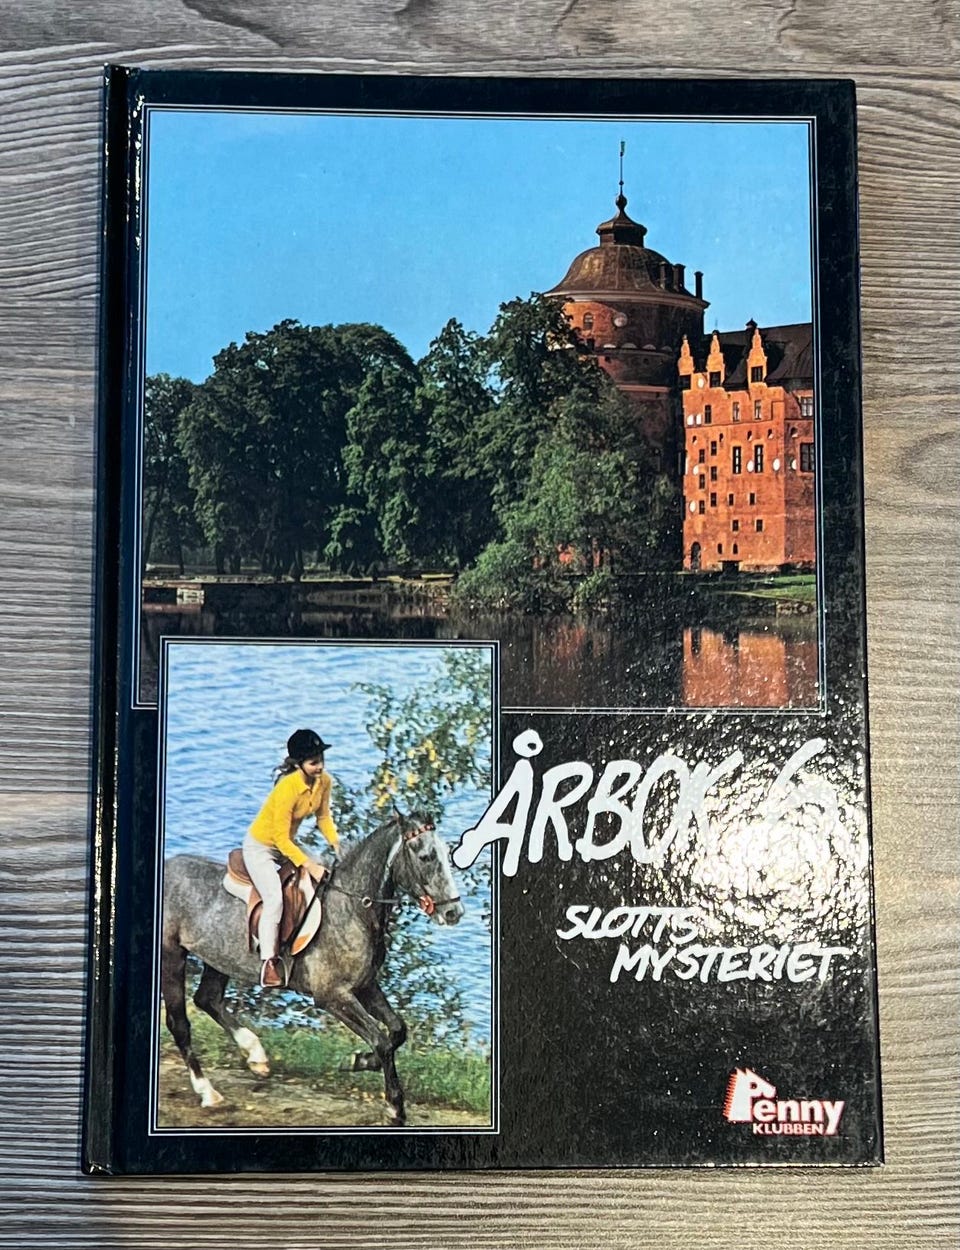 ÅRBOK 6
SLOTTS
MYSTERIET
Penny
KLUBBEN